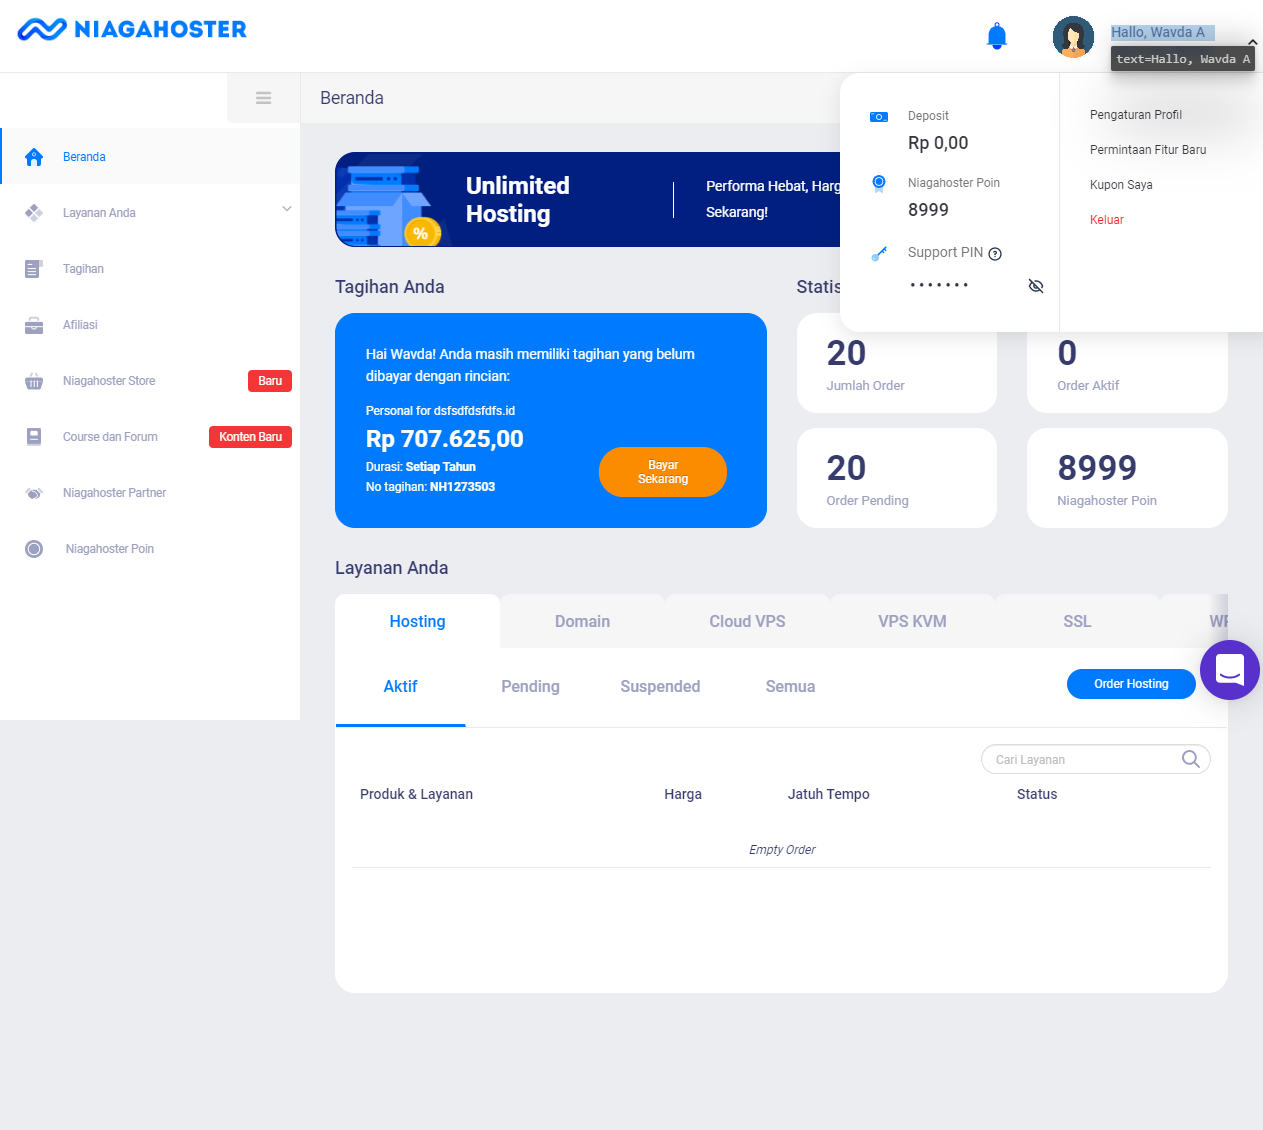 NIAGAHOSTER
Hallo, Wavda A
text=Hallo, Wavda A
Beranda
Deposit
Rp 0,00
Niagahoster Poin
8999
Support PIN
Pengaturan Profil
Permintaan Fitur Baru
Kupon Saya
Keluar
Beranda
Layanan Anda
Tagihan
Afiliasi
Niagahoster Store
Baru
Course dan Forum
Konten Baru
Niagahoster Partner
Niagahoster Poin
Unlimited
Hosting
Performa Hebat,
Sekarang!
%
Tagihan Anda
Hai Wavda! Anda masih memiliki tagihan yang belum
dibayar dengan rincian:
Personal for dsfsdfdsfdfs.id
Rp 707.625,00
Durasi: Setiap Tahun
No tagihan: NH1273503
Bayar
Sekarang
20
Jumlah Order
0
Order Aktif
20
Order Pending
8999
Niagahoster Poin
Layanan Anda
Hosting
Domain
Cloud VPS
VPS KVM
SSL
Aktif
Pending
Suspended
Semua
Order Hosting
Cari Layanan
Produk & Layanan
Harga
Jatuh Tempo
Status
Empty Order